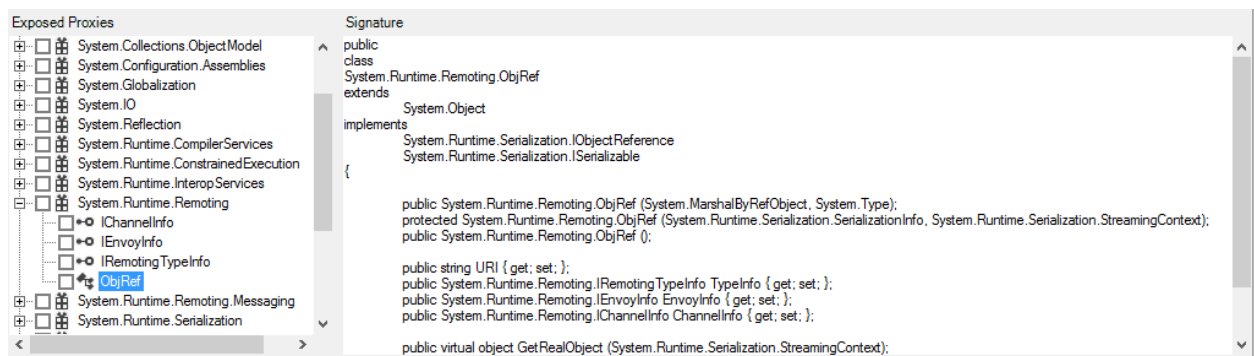 Exposed Proxies
System.Collections.ObjectModel
System.Configuration.Assemblies
System.Globalization
System.IO
System.Reflection
System.Runtime.CompilerServices
System.Runtime.ConstrainedExecution
System.Runtime.InteropServices
System.Runtime.Remoting
IChannelInfo
IEnvoyInfo
IRemotingTypeInfo
ObjRef
System.Runtime.Remoting.Messaging
System.Runtime.Serialization
Signature
public
class
System.Runtime.Remoting.ObjRef
extends
System.Object
implements
System.Runtime.Serialization.IObjectReference
System.Runtime.Serialization.ISerializable
{
public System.Runtime.Remoting.ObjRef (System.MarshalByRefObject, System.Type);
protected System.Runtime.Remoting.ObjRef (System.Runtime.Serialization.SerializationInfo, System.Runtime.Serialization.StreamingContext);
public System.Runtime.Remoting.ObjRef ();
public string URI { get; set; };
public System.Runtime.Remoting.IRemotingTypeInfo TypeInfo { get; set; };
public System.Runtime.Remoting.IEnvoyInfo EnvoyInfo { get; set; };
public System.Runtime.Remoting.IChannelInfo ChannelInfo { get; set; };
public virtual object GetRealObject (System.Runtime.Serialization.StreamingContext);